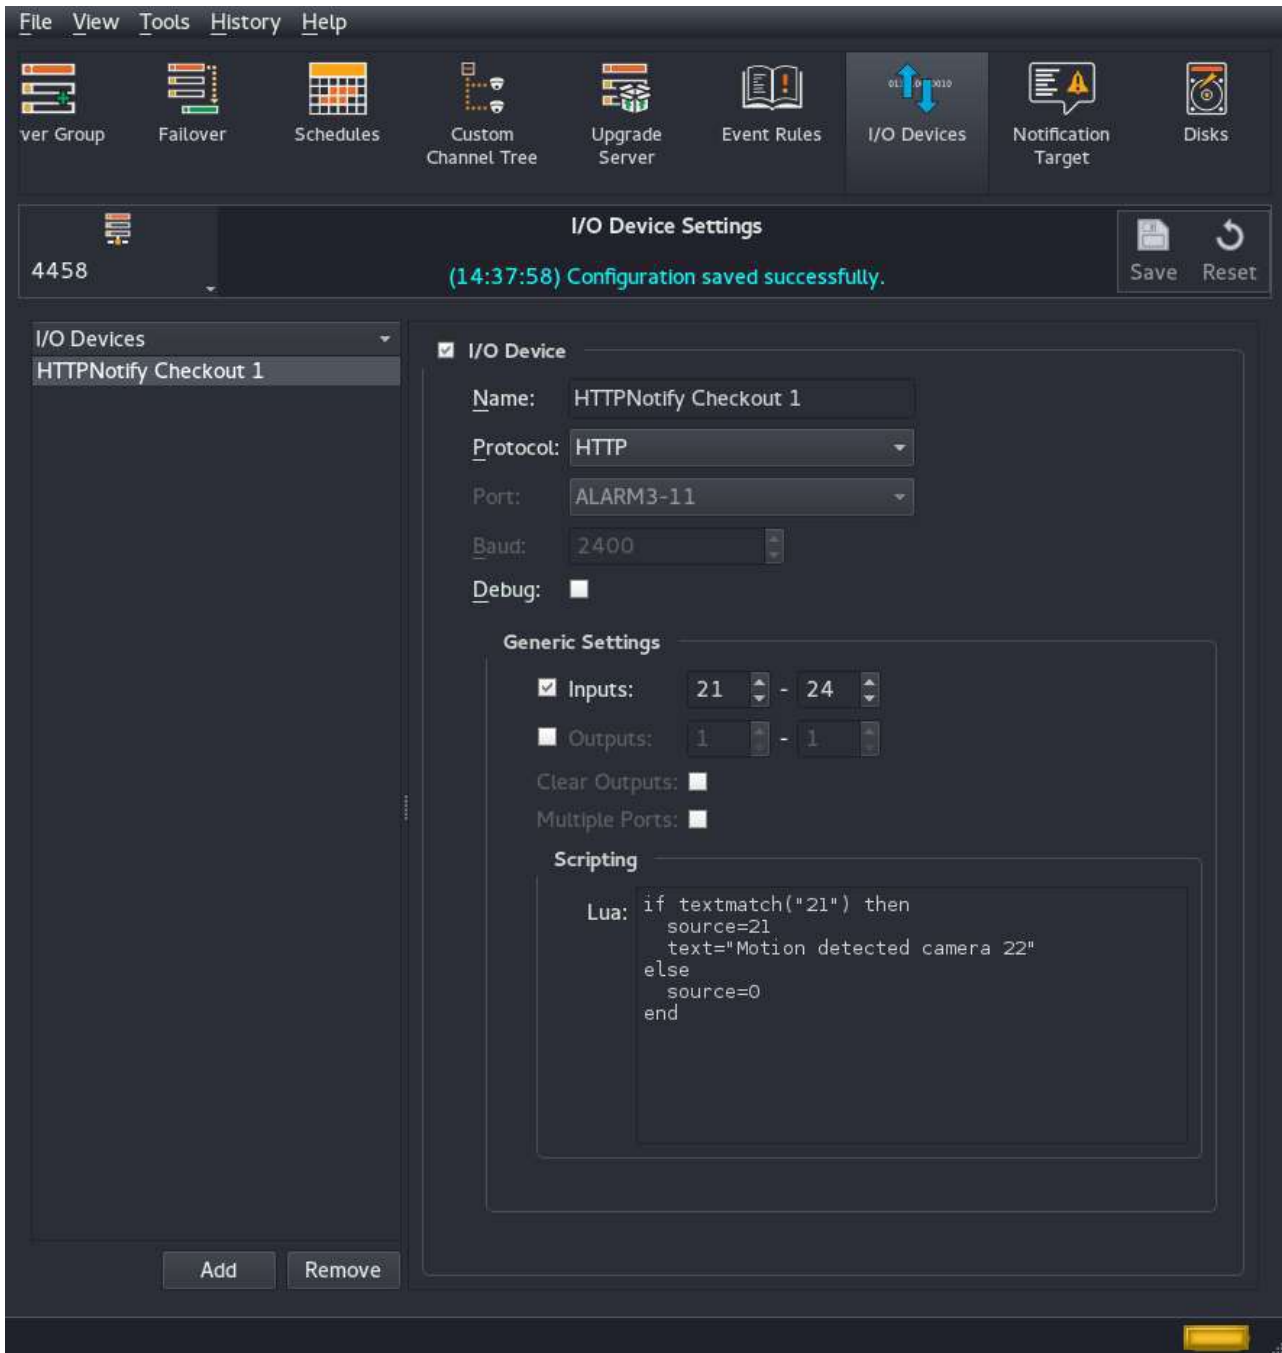 File View Tools History Help
ver Group Failover Schedules Custom Channel Tree Upgrade Server Event Rules I/O Devices Notification Target Disks
I/O Device Settings
4458
(14:37:58) Configuration saved successfully.
Save Reset
I/O Devices
HTTPNotify Checkout 1
I/O Device
Name: HTTPNotify Checkout 1
Protocol: HTTP
Port: ALARM3-11
Baud: 2400
Debug:
Generic Settings
Inputs: 21 - 24
Outputs: 1 - 1
Clear Outputs:
Multiple Ports:
Scripting
Lua: if textmatch("21") then
source=21
text="Motion detected camera 22"
else
source=0
end
Add Remove